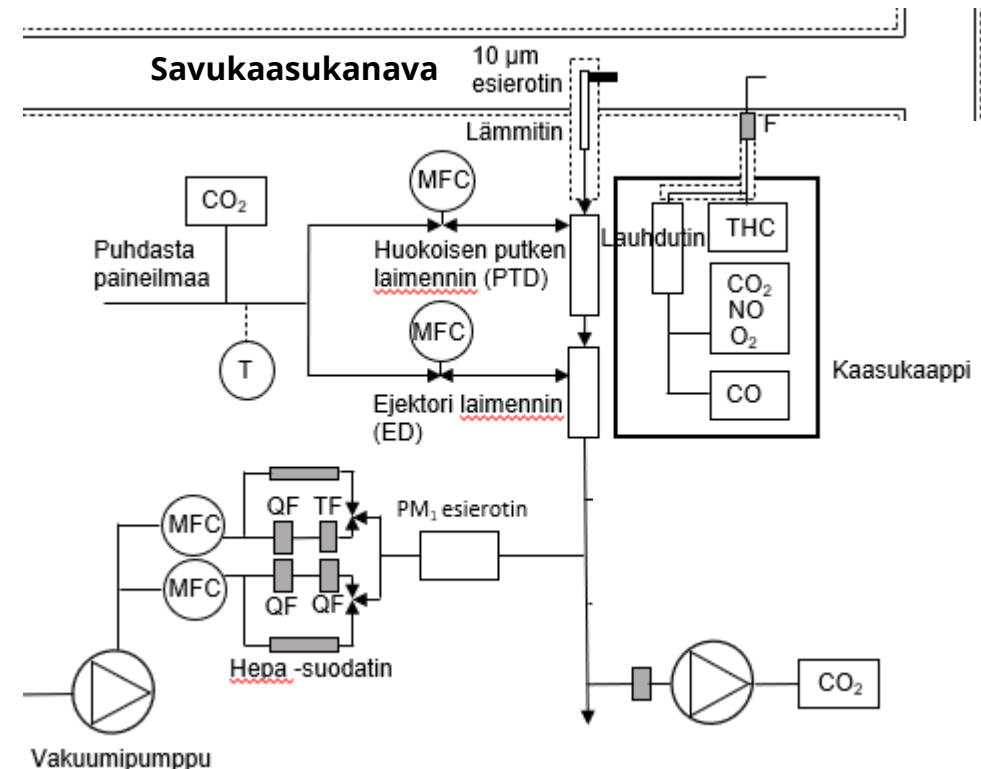 Savukaasukanava
10 µm
esierotin
Lämmitin
F
MFC
CO₂
THC
Lauhdutin
Puhdasta
paineilmaa
Huokoisen putken
laimennin (PTD)
CO₂
NO
O₂
MFC
T
Kaasukaappi
CO
Ejektori laimennin
(ED)
QF TF
PM₁ esierotin
MFC
MFC
QF QF
Hepa -suodatin
CO₂
Vakuumipumppu